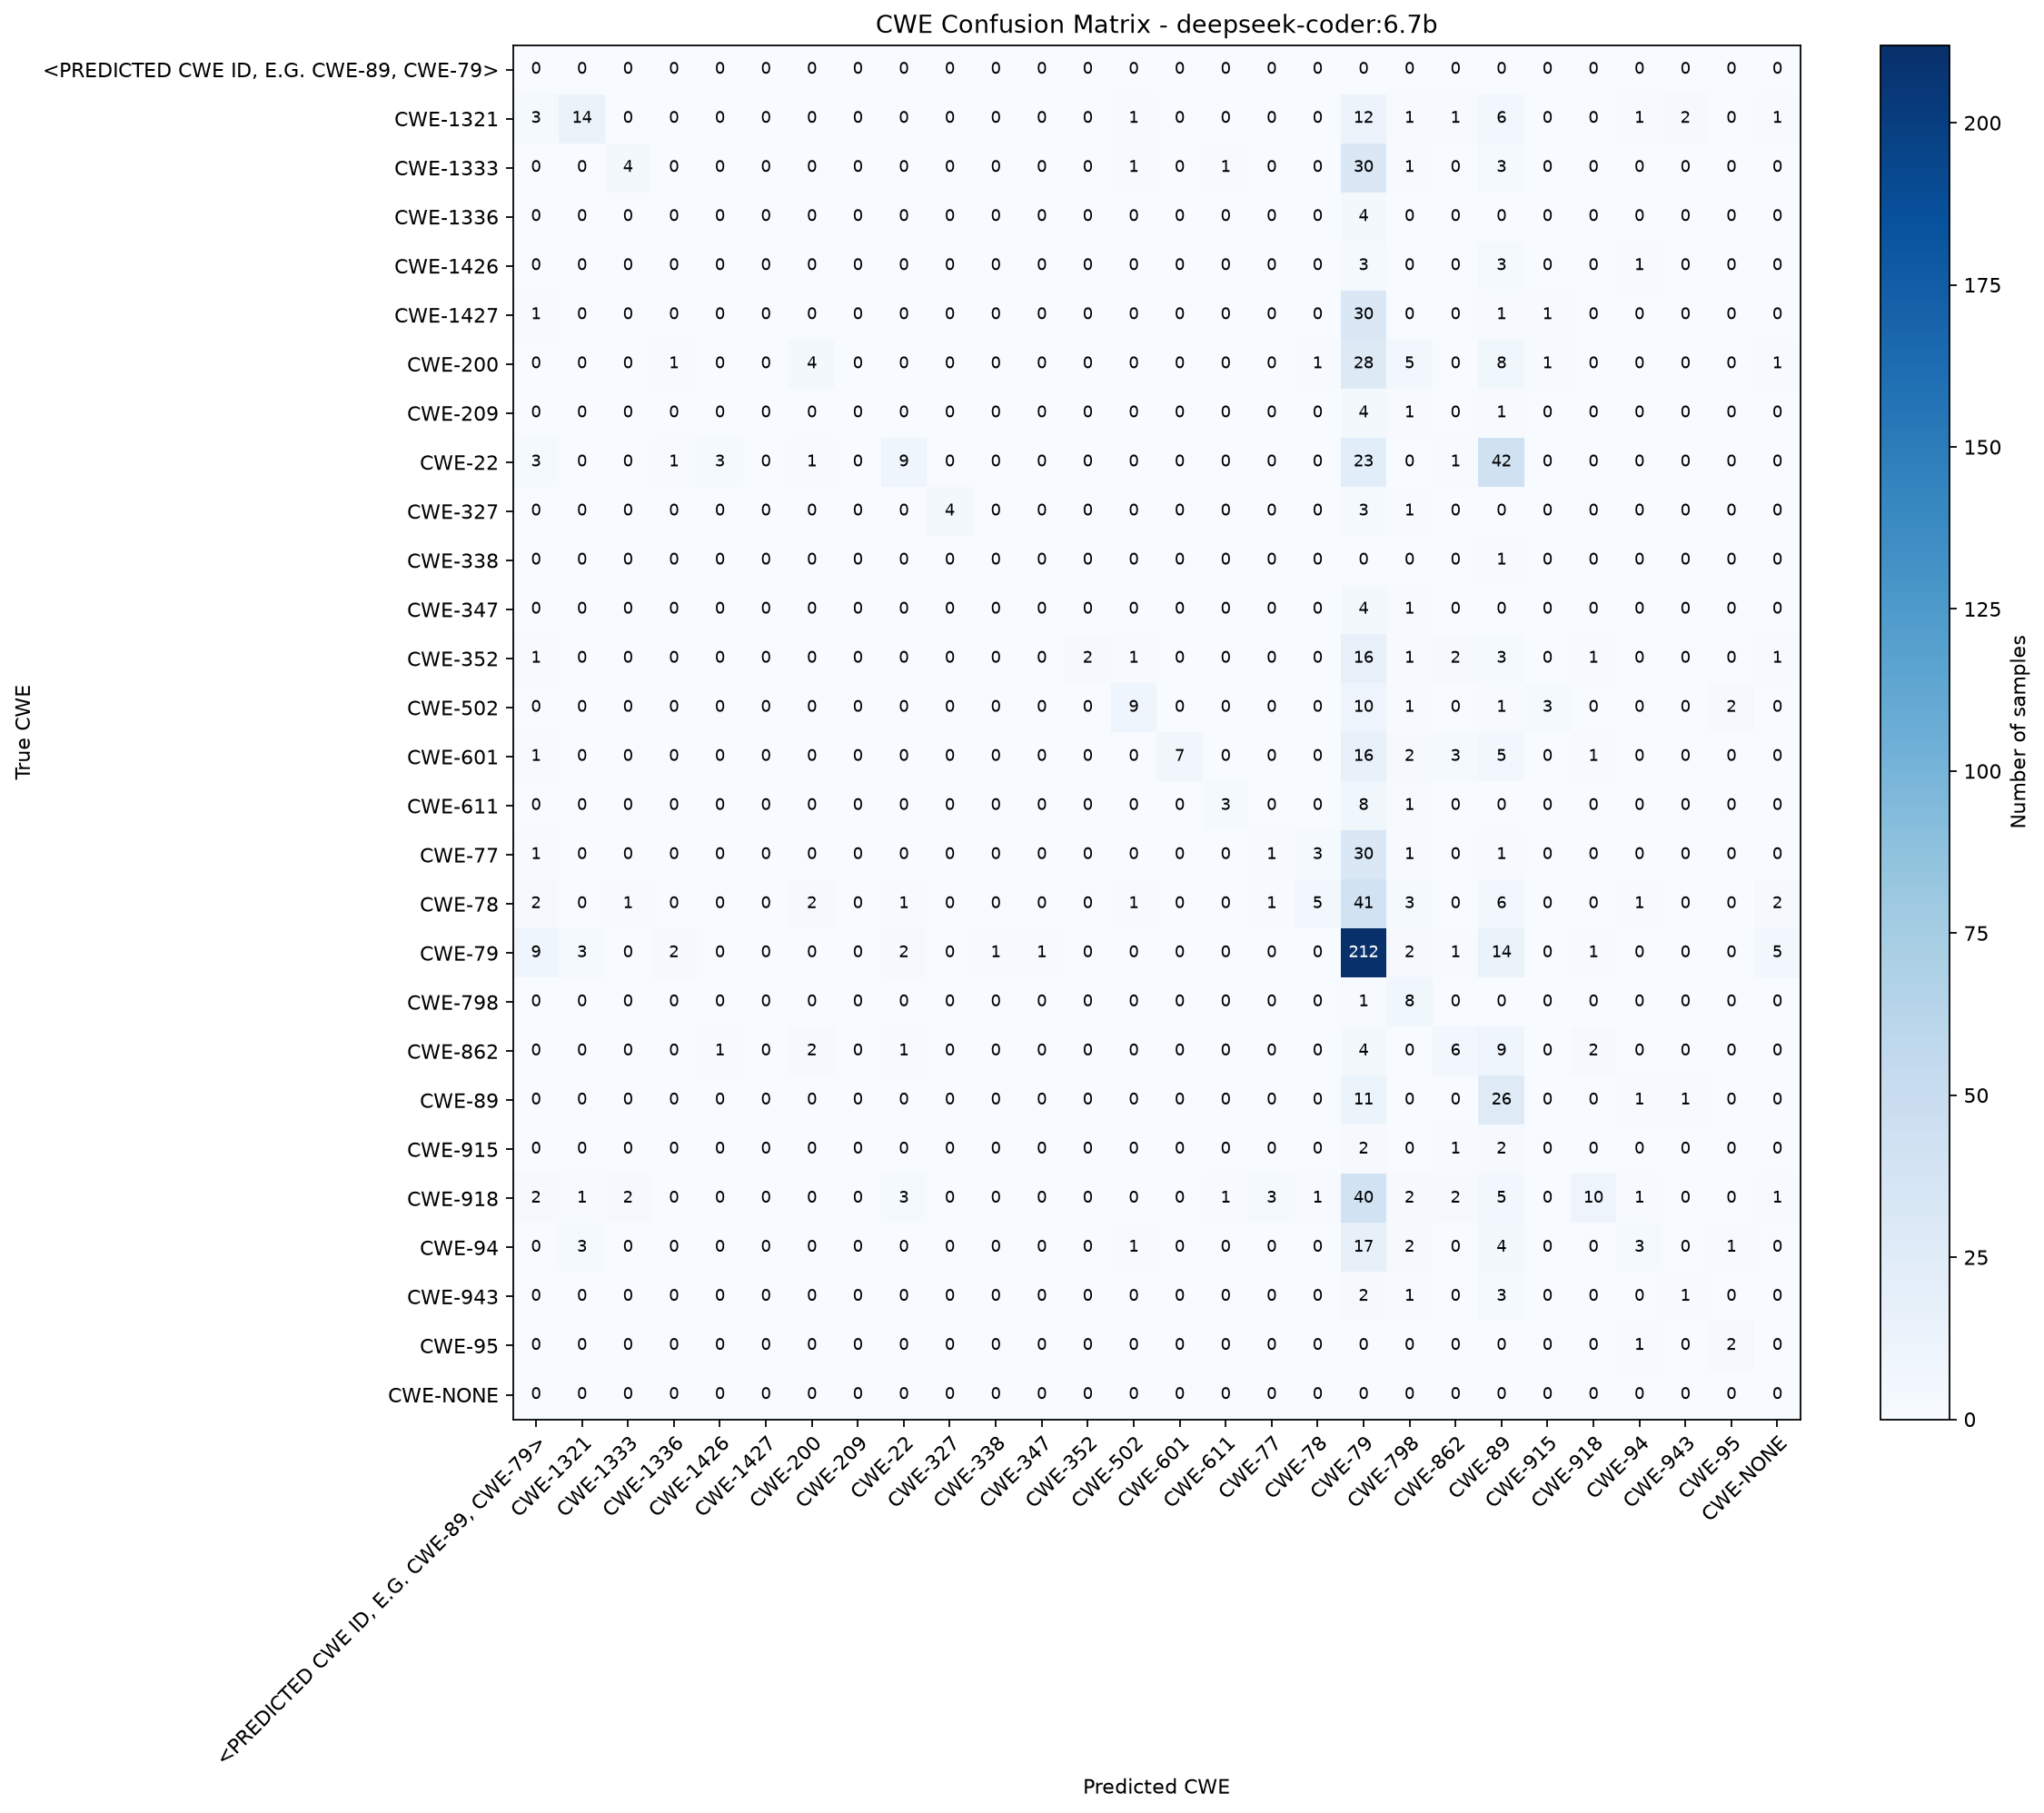 CWE Confusion Matrix - deepseek-coder:6.7b
<PREDICTED CWE ID, E.G. CWE-89, CWE-79> 0 0 0 0 0 0 0 0 0 0 0 0 0 0 0 0 0 0 0 0 0 0 0 0 0 0 0 0
CWE-1321 3 14 0 0 0 0 0 0 0 0 0 0 0 1 0 0 0 0 12 1 1 6 0 0 1 2 0 1
CWE-1333 0 0 4 0 0 0 0 0 0 0 0 0 0 1 0 1 0 0 30 1 0 3 0 0 0 0 0 0
CWE-1336 0 0 0 0 0 0 0 0 0 0 0 0 0 0 0 0 0 0 4 0 0 0 0 0 0 0 0 0
CWE-1426 0 0 0 0 0 0 0 0 0 0 0 0 0 0 0 0 0 0 3 0 0 3 0 0 1 0 0 0
CWE-1427 1 0 0 0 0 0 0 0 0 0 0 0 0 0 0 0 0 0 30 0 0 1 1 0 0 0 0 0
CWE-200 0 0 0 1 0 0 4 0 0 0 0 0 0 0 0 0 0 1 28 5 0 8 1 0 0 0 0 1
CWE-209 0 0 0 0 0 0 0 0 0 0 0 0 0 0 0 0 0 0 4 1 0 1 0 0 0 0 0 0
CWE-22 3 0 0 1 3 0 1 0 9 0 0 0 0 0 0 0 0 0 23 0 1 42 0 0 0 0 0 0
CWE-327 0 0 0 0 0 0 0 0 0 4 0 0 0 0 0 0 0 0 3 1 0 0 0 0 0 0 0 0
CWE-338 0 0 0 0 0 0 0 0 0 0 0 0 0 0 0 0 0 0 0 0 0 1 0 0 0 0 0 0
CWE-347 0 0 0 0 0 0 0 0 0 0 0 0 0 0 0 0 0 0 4 1 0 0 0 0 0 0 0 0
CWE-352 1 0 0 0 0 0 0 0 0 0 0 0 2 1 0 0 0 0 16 1 2 3 0 1 0 0 0 1
CWE-502 0 0 0 0 0 0 0 0 0 0 0 0 0 9 0 0 0 0 10 1 0 1 3 0 0 0 2 0
CWE-601 1 0 0 0 0 0 0 0 0 0 0 0 0 0 7 0 0 0 16 2 3 5 0 1 0 0 0 0
CWE-611 0 0 0 0 0 0 0 0 0 0 0 0 0 0 0 3 0 0 8 1 0 0 0 0 0 0 0 0
CWE-77 1 0 0 0 0 0 0 0 0 0 0 0 0 0 0 0 1 3 30 1 0 1 0 0 0 0 0 0
CWE-78 2 0 1 0 0 0 2 0 1 0 0 0 0 1 0 0 1 5 41 3 0 6 0 0 1 0 0 2
CWE-79 9 3 0 2 0 0 0 0 2 0 1 1 0 0 0 0 0 0 212 2 1 14 0 1 0 0 0 5
CWE-798 0 0 0 0 0 0 0 0 0 0 0 0 0 0 0 0 0 0 1 8 0 0 0 0 0 0 0 0
CWE-862 0 0 0 0 1 0 2 0 1 0 0 0 0 0 0 0 0 0 4 0 6 9 0 2 0 0 0 0
CWE-89 0 0 0 0 0 0 0 0 0 0 0 0 0 0 0 0 0 0 11 0 0 26 0 0 1 1 0 0
CWE-915 0 0 0 0 0 0 0 0 0 0 0 0 0 0 0 0 0 0 2 0 1 2 0 0 0 0 0 0
CWE-918 2 1 2 0 0 0 0 0 3 0 0 0 0 0 0 1 3 1 40 2 2 5 0 10 1 0 0 1
CWE-94 0 3 0 0 0 0 0 0 0 0 0 0 0 1 0 0 0 0 17 2 0 4 0 0 3 0 1 0
CWE-943 0 0 0 0 0 0 0 0 0 0 0 0 0 0 0 0 0 0 2 1 0 3 0 0 0 1 0 0
CWE-95 0 0 0 0 0 0 0 0 0 0 0 0 0 0 0 0 0 0 0 0 0 0 0 0 1 0 2 0
CWE-NONE 0 0 0 0 0 0 0 0 0 0 0 0 0 0 0 0 0 0 0 0 0 0 0 0 0 0 0 0
True CWE
<PREDICTED CWE ID, E.G. CWE-89, CWE-79>
CWE-1321
CWE-1333
CWE-1336
CWE-1426
CWE-1427
CWE-200
CWE-209
CWE-22
CWE-327
CWE-338
CWE-347
CWE-352
CWE-502
CWE-601
CWE-611
CWE-77
CWE-78
CWE-79
CWE-798
CWE-862
CWE-89
CWE-915
CWE-918
CWE-94
CWE-943
CWE-95
CWE-NONE
Predicted CWE
200
175
150
125
100
75
50
25
0
Number of samples